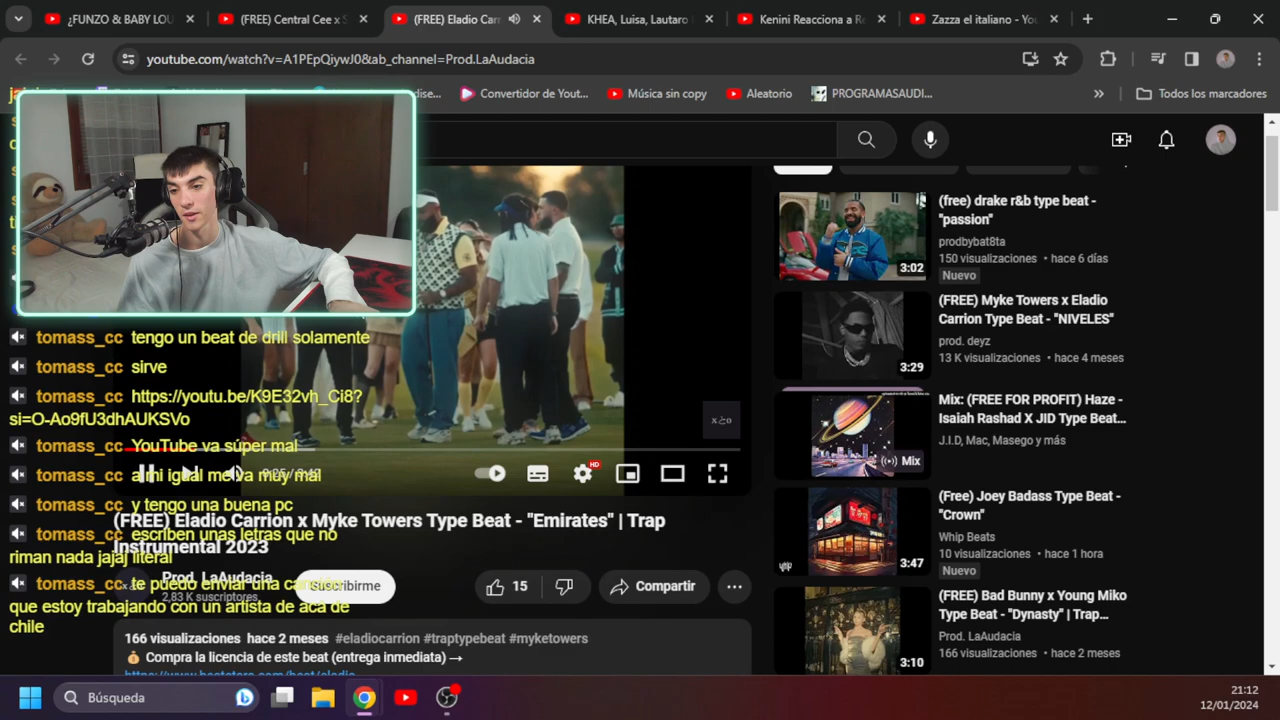 ¿FUNZO & BABY LOU
(FREE) Central Cee x S
(FREE) Eladio Carr
KHEA, Luisa, Lautaro
Kenini Reacciona a Re
Zazza el italiano - You
youtube.com/watch?v=A1PEpQiywJ0&ab_channel=Prod.LaAudacia
Convertidor de Yout...
Música sin copy
Aleatorio
PROGRAMASAUDI...
Todos los marcadores
tomass_cc tengo un beat de drill solamente
tomass_cc sirve
tomass_cc https://youtu.be/K9E32vh_Ci8?
si=O-Ao9fU3dhAUKSVo
tomass_cc YouTube va súper mal
tomass_cc a mi igual me va muy mal
tomass_cc y tengo una buena pc
tomass_cc escriben unas letras que no
riman nada jajaj literal
tomass_cc te puedo enviar una canción
que estoy trabajando con un artista de aca de
chile
0:25 / 3:42
HD
(FREE) Eladio Carrion x Myke Towers Type Beat - "Emirates" | Trap
Instrumental 2023
Prod. LaAudacia
2,83 K suscriptores
Suscribirme
15
Compartir
166 visualizaciones hace 2 meses #eladiocarrion #traptypebeat #myketowers
Compra la licencia de este beat (entrega inmediata) →
(free) drake r&b type beat -
"passion"
prodbybat8ta
150 visualizaciones • hace 6 días
Nuevo
3:02
(FREE) Myke Towers x Eladio
Carrion Type Beat - "NIVELES"
prod. deyz
13 K visualizaciones • hace 4 meses
3:29
Mix: (FREE FOR PROFIT) Haze -
Isaiah Rashad X JID Type Beat...
J.I.D, Mac, Masego y más
Mix
(Free) Joey Badass Type Beat -
"Crown"
Whip Beats
10 visualizaciones • hace 1 hora
Nuevo
3:47
(FREE) Bad Bunny x Young Miko
Type Beat - "Dynasty" | Trap...
Prod. LaAudacia
166 visualizaciones • hace 2 meses
3:10
Búsqueda
21:12
12/01/2024